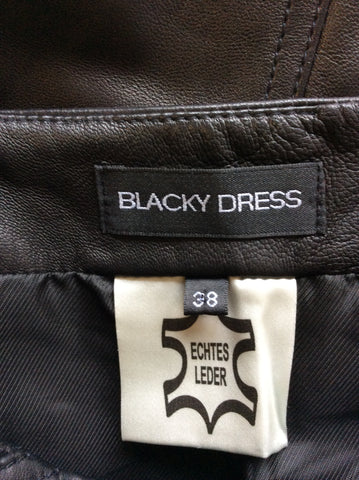 BLACKY DRESS
38
ECHTES
LEDER